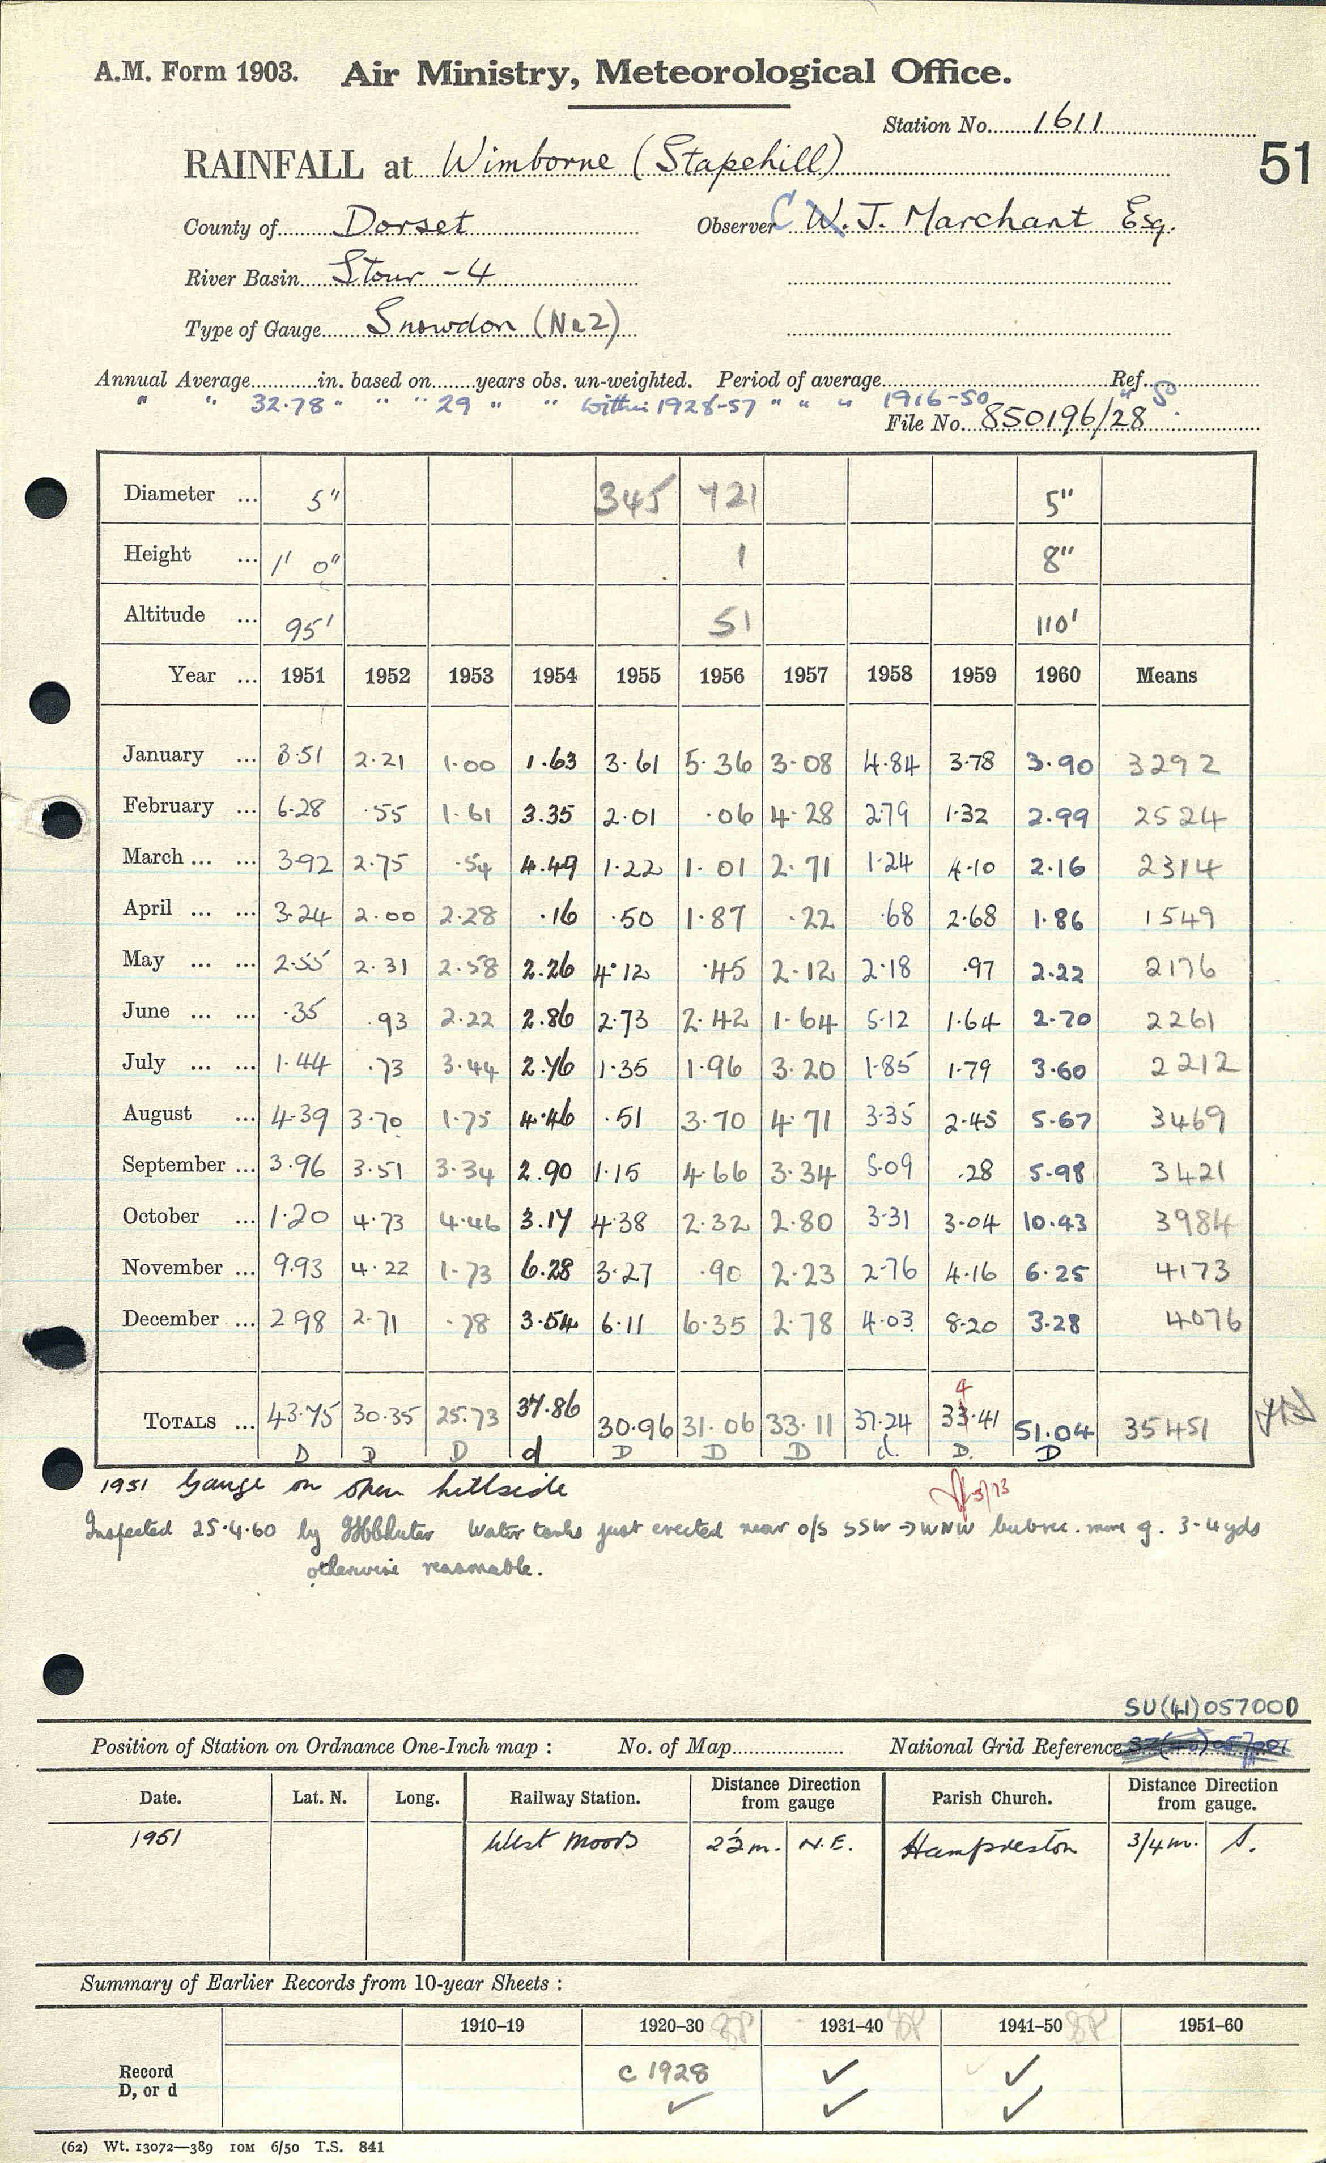 A.M. Form 1903. Air Ministry, Meteorological Office.
Station No. 1611
51
RAINFALL at Wimborne (Stapehill)
County of Dorset Observer C W. J. Marchant Esq.
River Basin Stour - 4
Type of Gauge Snowdon (No 2)
Annual Average in. based on years obs. un-weighted. Period of average Ref.
" " 32.78 " " " 29 " " within 1928-57 " " " 1916-50 " S.
File No. 850196/28
Diameter ... 5" 345 721 5"
Height ... 1' 0" 1 8"
Altitude ... 95' 51 110'
Year ... 1951 1952 1953 1954 1955 1956 1957 1958 1959 1960 Means
January ... 3.51 2.21 1.00 1.63 3.61 5.36 3.08 4.84 3.78 3.90 3292
February ... 6.28 .55 1.61 3.35 2.01 .06 4.28 2.79 1.32 2.99 2524
March ... ... 3.92 2.75 .54 4.49 1.22 1.01 2.71 1.24 4.10 2.16 2314
April ... ... 3.24 2.00 2.28 .16 .50 1.87 .22 .68 2.68 1.86 1549
May ... ... 2.55 2.31 2.58 2.26 4.12 .45 2.12 2.18 .97 2.22 2176
June ... ... .35 .93 2.22 2.86 2.73 2.42 1.64 5.12 1.64 2.70 2261
July ... ... 1.44 .73 3.44 2.76 1.35 1.96 3.20 1.85 1.79 3.60 2212
August ... 4.39 3.70 1.75 4.46 .51 3.70 4.71 3.35 2.45 5.67 3469
September ... 3.96 3.51 3.34 2.90 1.15 4.66 3.34 5.09 .28 5.98 3421
October ... 1.20 4.73 4.46 3.17 4.38 2.32 2.80 3.31 3.04 10.43 3984
November ... 9.93 4.22 1.73 6.28 3.27 .90 2.23 2.76 4.16 6.25 4173
December ... 2.98 2.71 .78 3.54 6.11 6.35 2.78 4.03 8.20 3.28 4076
4
TOTALS ... 43.75 30.35 25.73 37.86 30.96 31.06 33.11 37.24 33.41 51.04 35451
D D D d D D D d. D. D
1951 Gauge on open hillside
Inspected 25.4.60 by Water tanks just erected near o/s SSW → WNW but rec. move g. 3-4 yds
otherwise reasonable.
SU(41)057000
Position of Station on Ordnance One-Inch map : No. of Map National Grid Reference
Date. Lat. N. Long. Railway Station. Distance Direction from gauge Parish Church. Distance Direction from gauge.
1951 West Moors 2½m. N.E. Hampreston 3/4 m. S.
Summary of Earlier Records from 10-year Sheets :
1910–19 1920–30 1931–40 1941–50 1951–60
Record D, or d c 1928 ✓ ✓
✓ ✓ ✓
(62) Wt. 13072—389 10M 6/50 T.S. 841